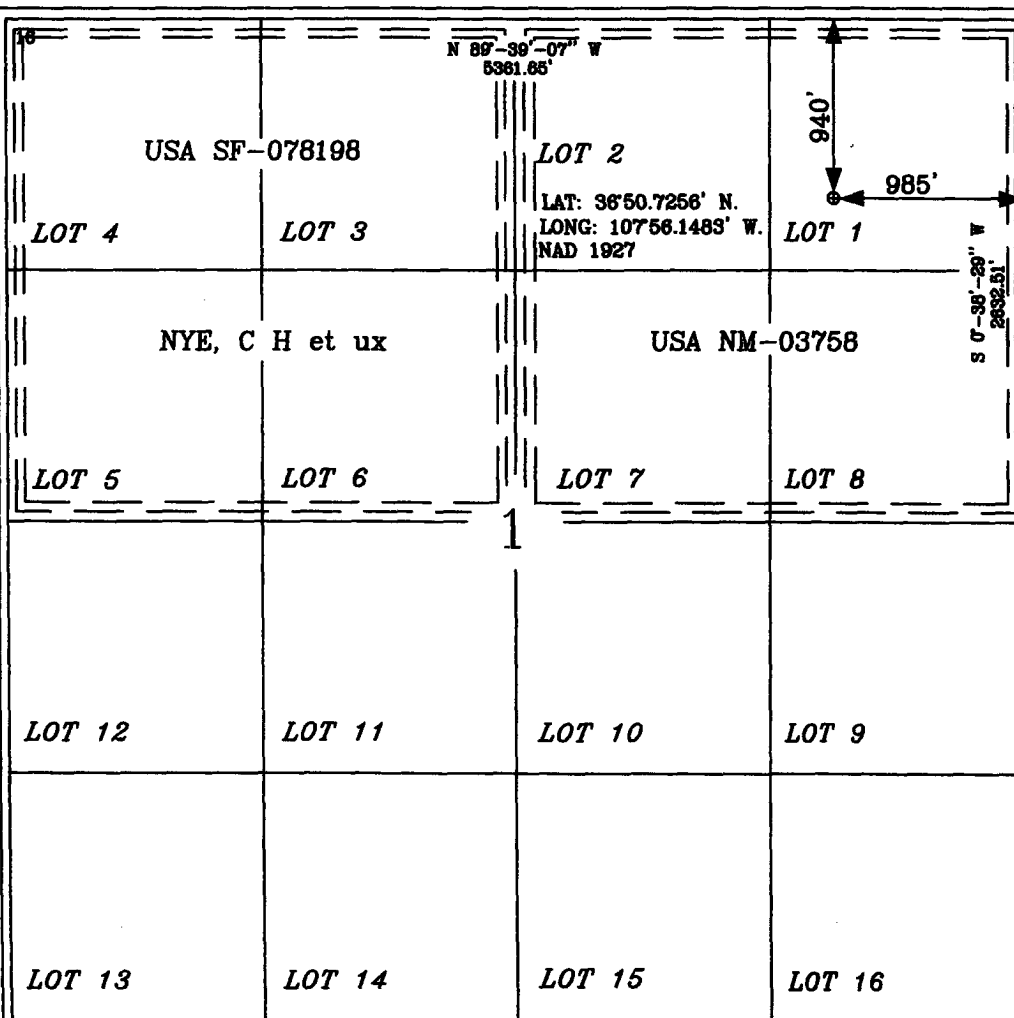 16
N 89°-39'-07" W
5361.65'
USA SF-078198
LOT 2
940'
985'
LAT: 36°50.7256' N.
LONG: 107°56.1483' W.
NAD 1927
LOT 4
LOT 3
LOT 1
S 0°-38'-29" W
2632.51'
NYE, C H et ux
USA NM-03758
LOT 5
LOT 6
LOT 7
LOT 8
1
LOT 12
LOT 11
LOT 10
LOT 9
LOT 13
LOT 14
LOT 15
LOT 16